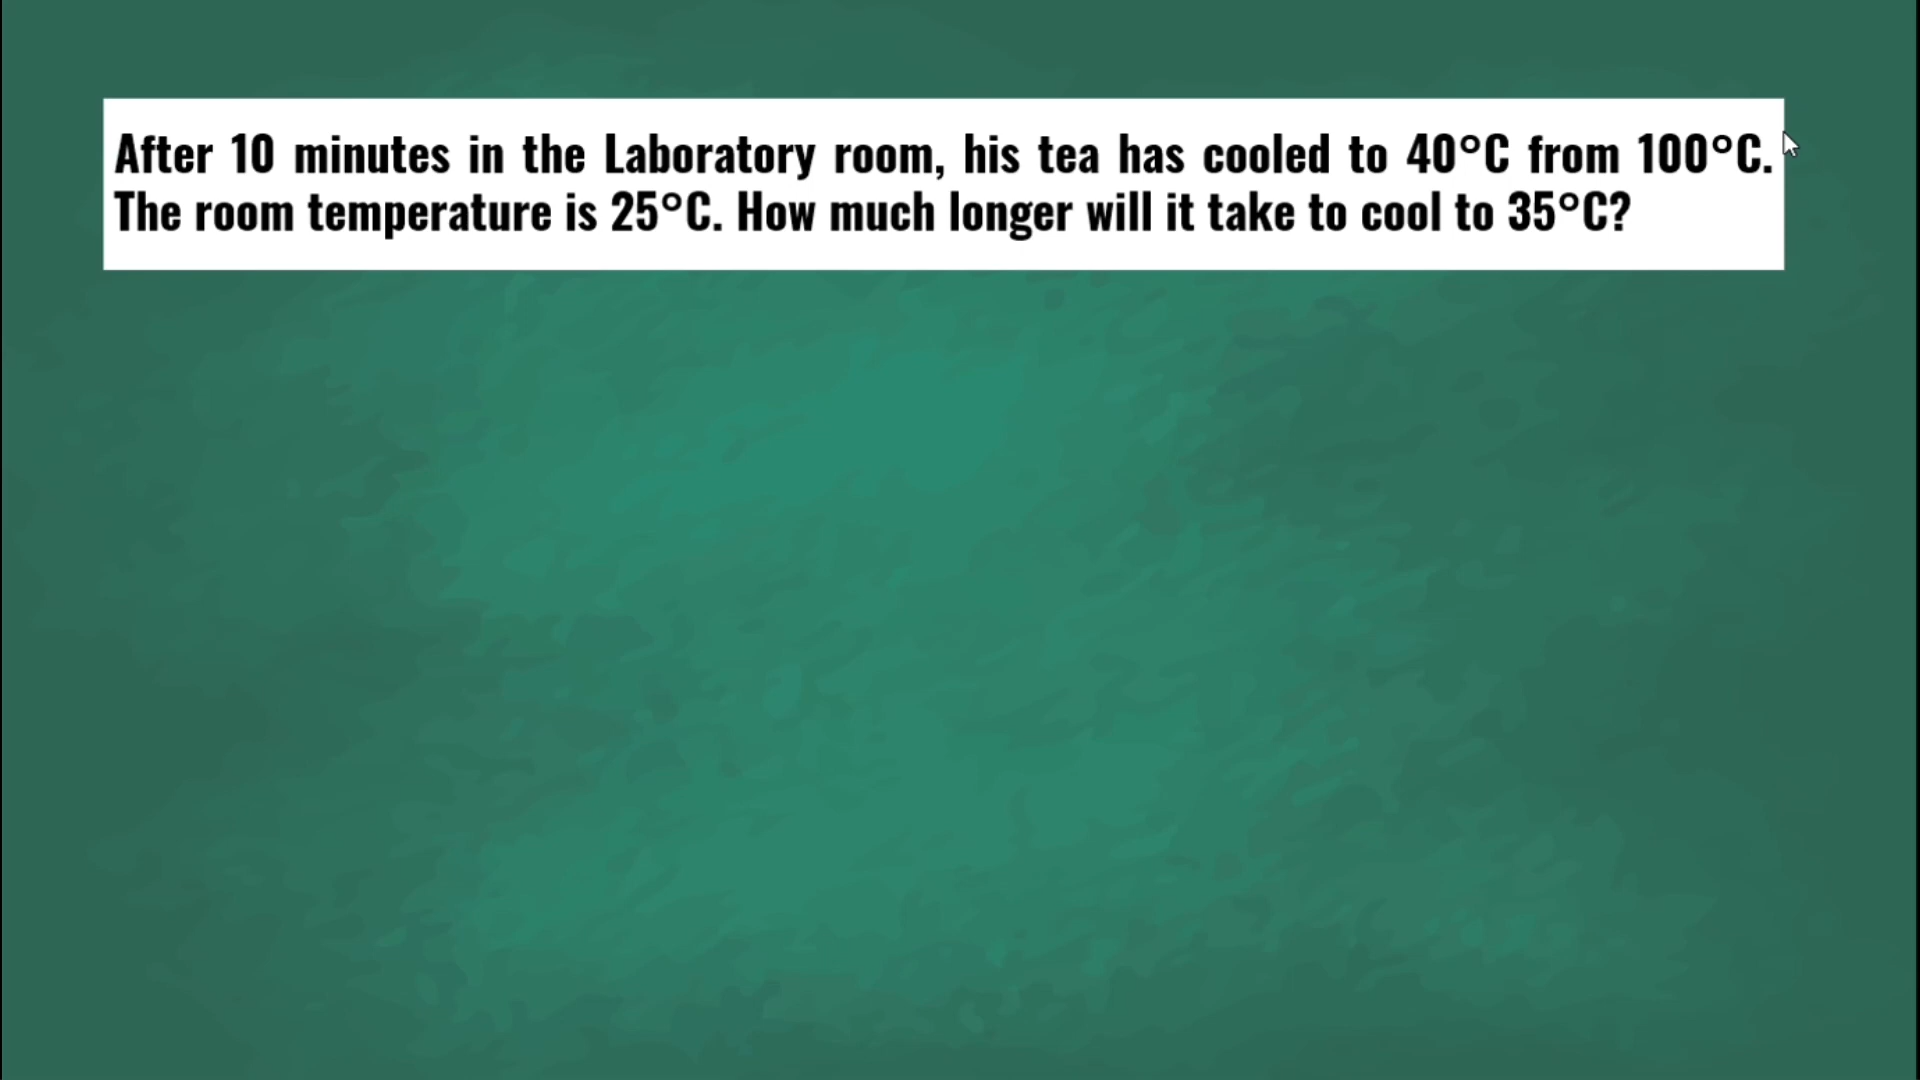 After 10 minutes in the Laboratory room, his tea has cooled to 40°C from 100°C.
The room temperature is 25°C. How much longer will it take to cool to 35°C?